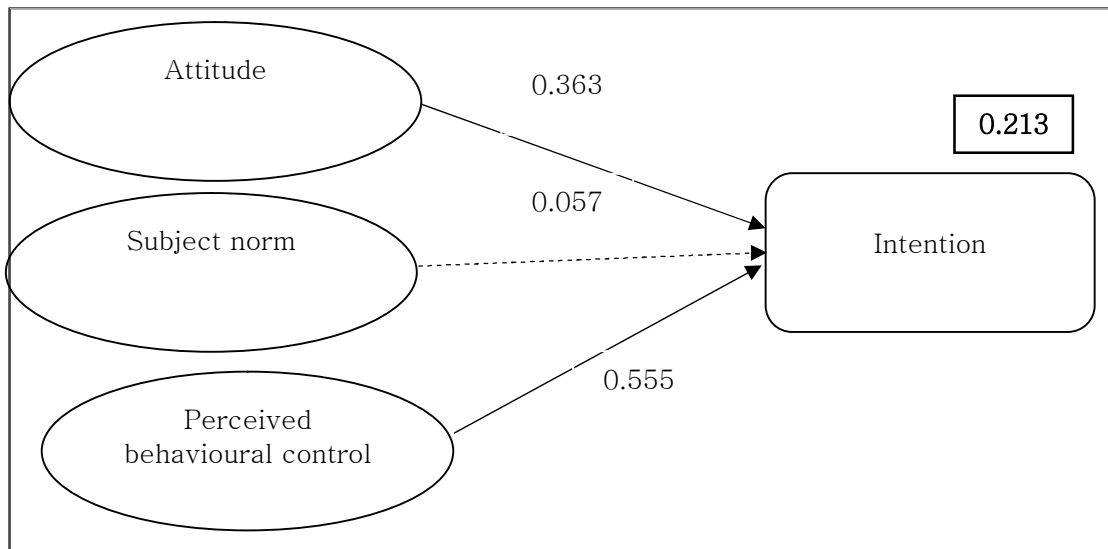 Attitude
0.363
0.213
0.057
Subject norm
Intention
0.555
Perceived
behavioural control